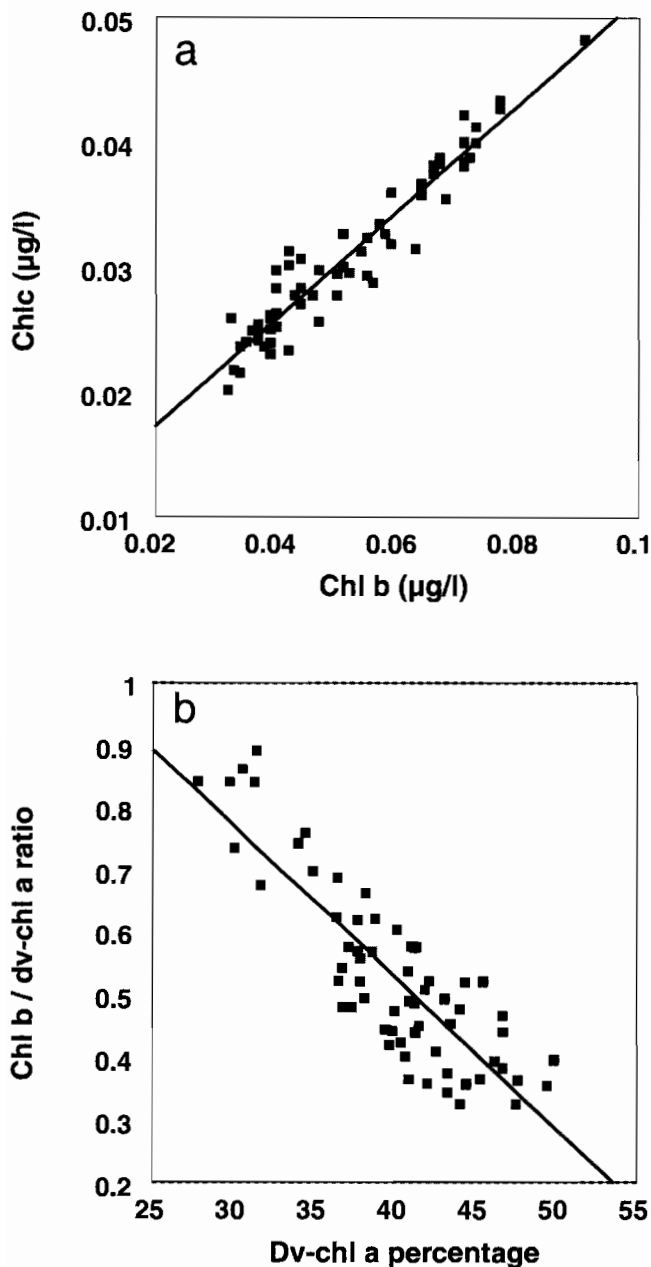 a
Chlc (µg/l)
0.05
0.04
0.03
0.02
0.01
0.02 0.04 0.06 0.08 0.1
Chl b (µg/l)
b
Chl b / dv-chl a ratio
1
0.9
0.8
0.7
0.6
0.5
0.4
0.3
0.2
25 30 35 40 45 50 55
Dv-chl a percentage